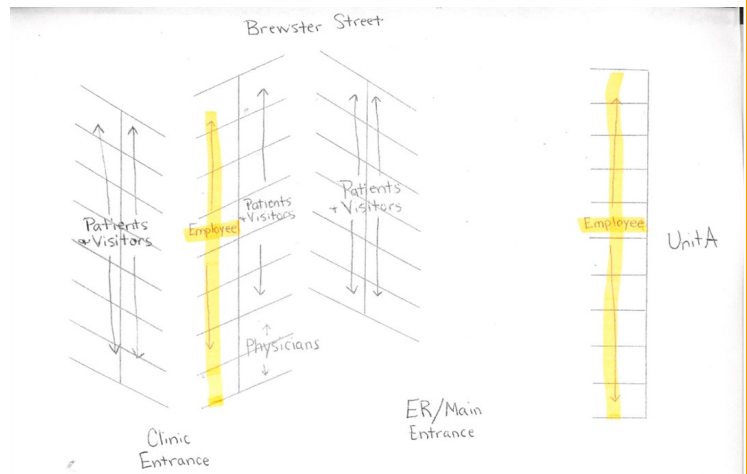 Brewster Street
Patients
& Visitors
Employee
Patients
+ Visitors
Physicians
Patients
+ Visitors
Employee
Unit A
Clinic
Entrance
ER/Main
Entrance